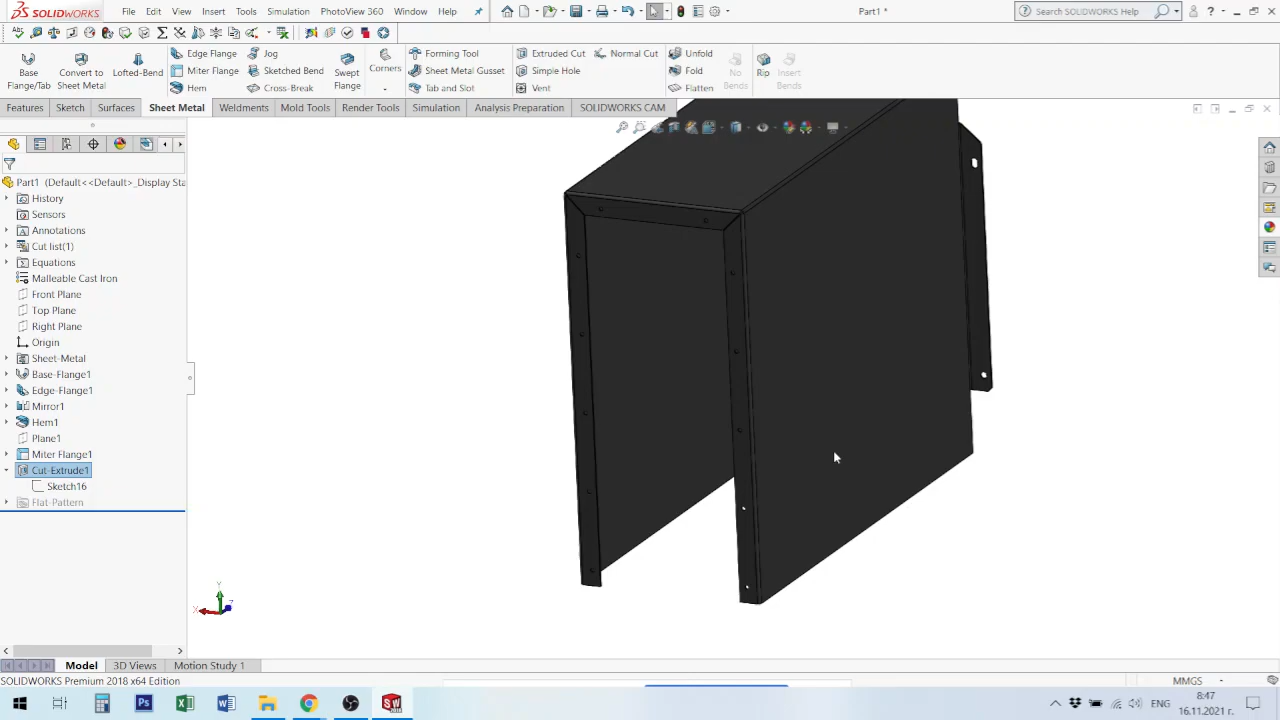 SOLIDWORKS File Edit View Insert Tools Simulation PhotoView 360 Window Help Part1 * Search SOLIDWORKS Help
Base Flange/Tab
Convert to Sheet Metal
Lofted-Bend
Edge Flange
Miter Flange
Hem
Jog
Sketched Bend
Cross-Break
Swept Flange
Corners
Forming Tool
Sheet Metal Gusset
Tab and Slot
Extruded Cut
Simple Hole
Vent
Normal Cut
Unfold
Fold
Flatten
No Bends
Rip
Insert Bends
Features Sketch Surfaces Sheet Metal Weldments Mold Tools Render Tools Simulation Analysis Preparation SOLIDWORKS CAM
Part1 (Default<<Default>_Display Sta
History
Sensors
Annotations
Cut list(1)
Equations
Malleable Cast Iron
Front Plane
Top Plane
Right Plane
Origin
Sheet-Metal
Base-Flange1
Edge-Flange1
Mirror1
Hem1
Plane1
Miter Flange1
Cut-Extrude1
Sketch16
Flat-Pattern
Y
X
Z
Model 3D Views Motion Study 1
SOLIDWORKS Premium 2018 x64 Edition MMGS
Ps SW ENG
8:47
16.11.2021 г.